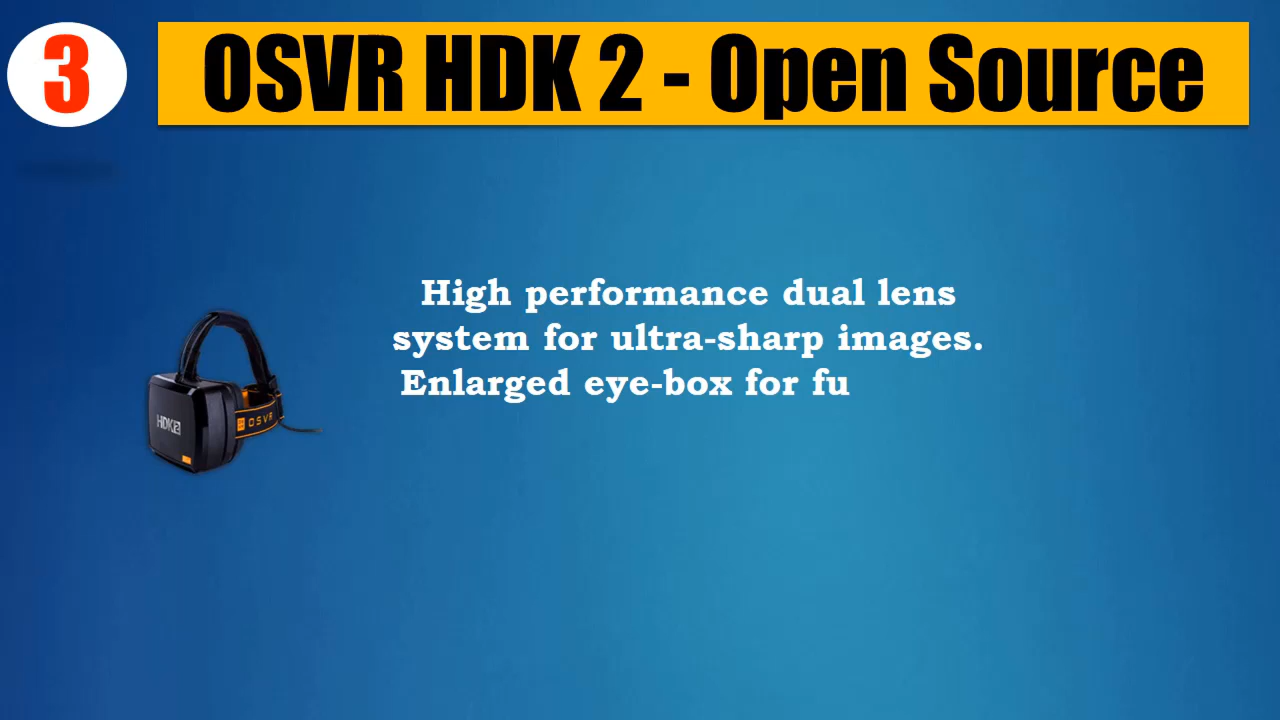 3
OSVR HDK 2 - Open Source
High performance dual lens
system for ultra-sharp images.
Enlarged eye-box for fu
HDK2
OSVR